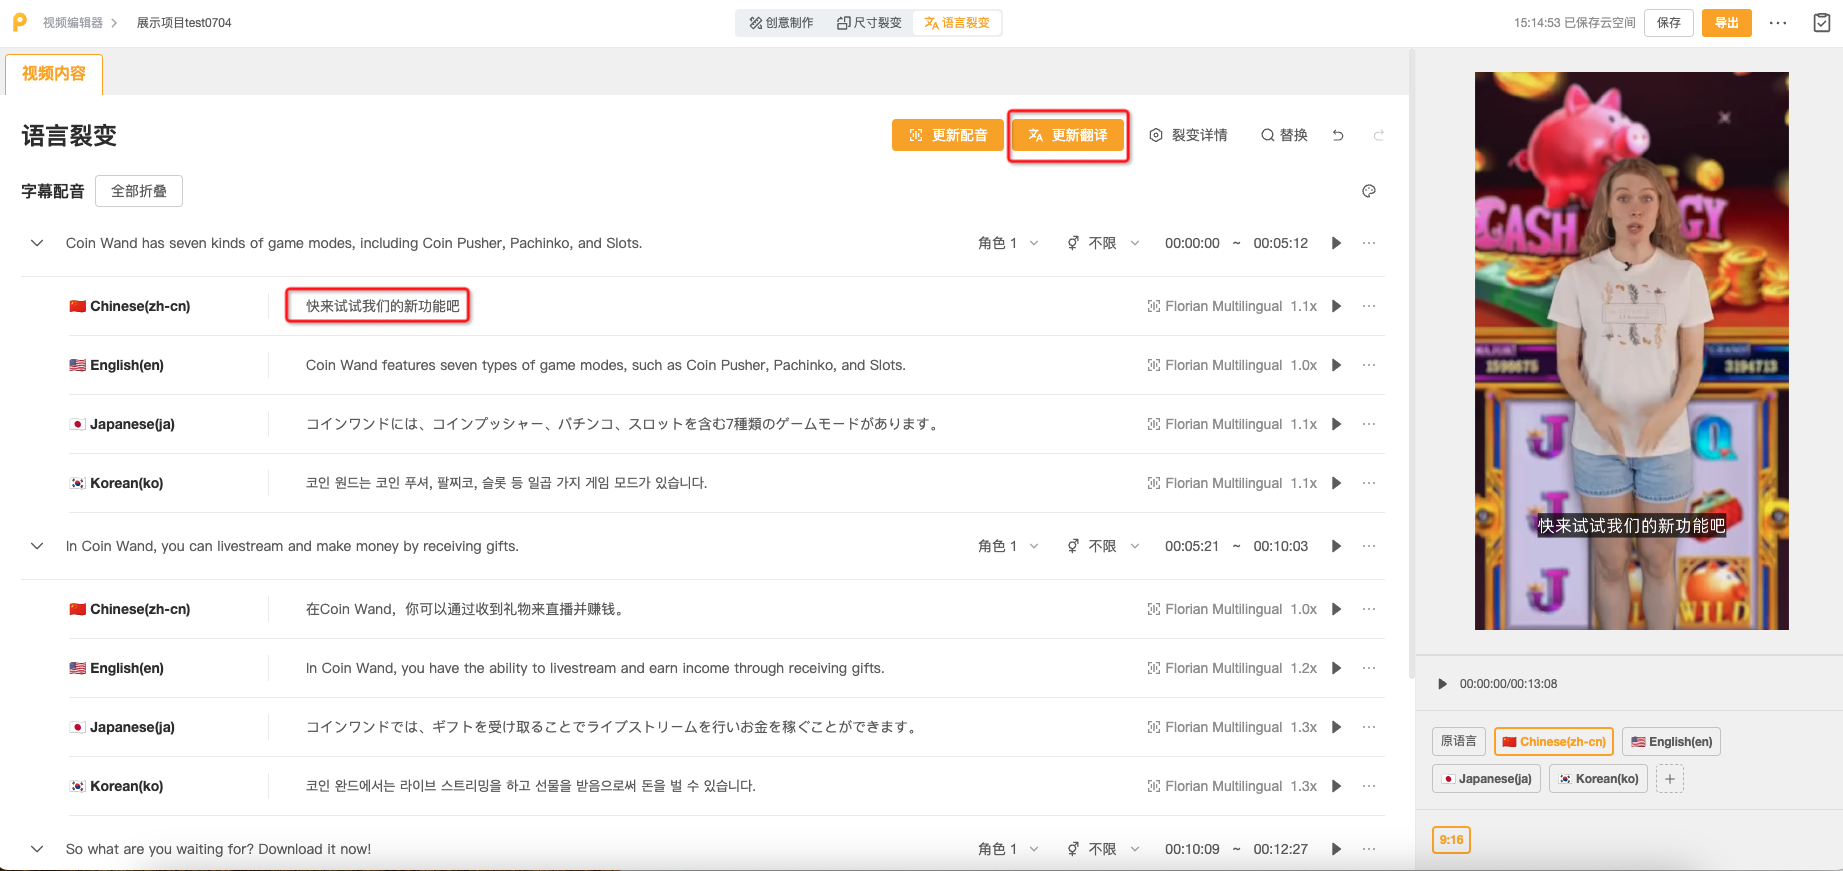 视频编辑器 > 展示项目test0704
创意制作 尺寸裂变 语言裂变
15:14:53 已保存云空间 保存 导出
视频内容
语言裂变
更新配音 更新翻译 裂变详情 替换
字幕配音 全部折叠
Coin Wand has seven kinds of game modes, including Coin Pusher, Pachinko, and Slots. 角色 1 不限 00:00:00 ~ 00:05:12
Chinese(zh-cn) 快来试试我们的新功能吧 Florian Multilingual 1.1x
English(en) Coin Wand features seven types of game modes, such as Coin Pusher, Pachinko, and Slots. Florian Multilingual 1.0x
Japanese(ja) コインワンドには、コインプッシャー、パチンコ、スロットを含む7種類のゲームモードがあります。 Florian Multilingual 1.1x
Korean(ko) 코인 원드는 코인 푸셔, 팔찌코, 슬롯 등 일곱 가지 게임 모드가 있습니다. Florian Multilingual 1.1x
In Coin Wand, you can livestream and make money by receiving gifts. 角色 1 不限 00:05:21 ~ 00:10:03
Chinese(zh-cn) 在Coin Wand，你可以通过收到礼物来直播并赚钱。 Florian Multilingual 1.0x
English(en) In Coin Wand, you have the ability to livestream and earn income through receiving gifts. Florian Multilingual 1.2x
Japanese(ja) コインワンドでは、ギフトを受け取ることでライブストリームを行いお金を稼ぐことができます。 Florian Multilingual 1.3x
Korean(ko) 코인 완드에서는 라이브 스트리밍을 하고 선물을 받음으로써 돈을 벌 수 있습니다. Florian Multilingual 1.3x
So what are you waiting for? Download it now! 角色 1 不限 00:10:09 ~ 00:12:27
CASH GY
MAJOR GRAND
1599675 3194713
J Q
J
快来试试我们的新功能吧
J WILD
00:00:00/00:13:08
原语言 Chinese(zh-cn) English(en)
Japanese(ja) Korean(ko) +
9:16